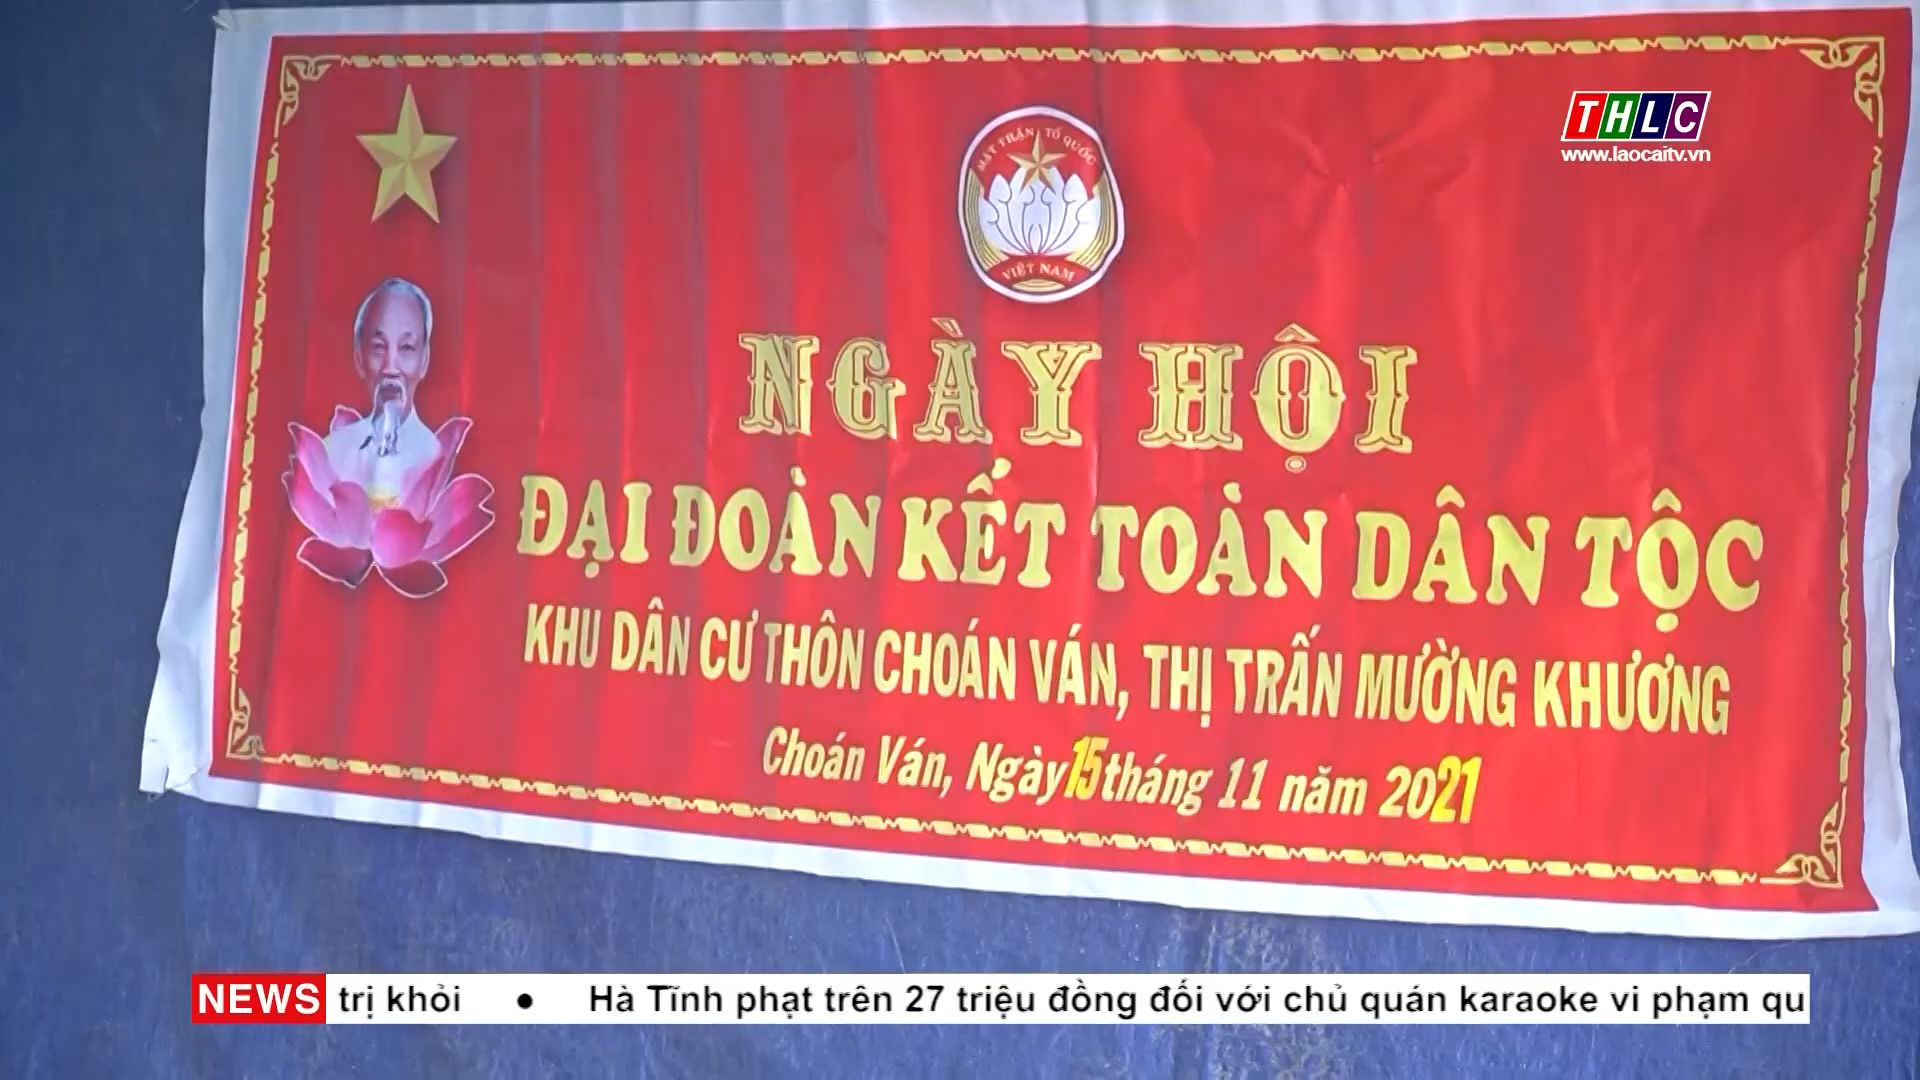 THLC
www.laocaitv.vn
MẶT TRẬN TỔ QUỐC
VIỆT NAM
NGÀY HỘI
ĐẠI ĐOÀN KẾT TOÀN DÂN TỘC
KHU DÂN CƯ THÔN CHOÁN VÁN, THỊ TRẤN MƯỜNG KHƯƠNG
Choán Ván, Ngày 15 tháng 11 năm 2021
NEWS trị khỏi ● Hà Tĩnh phạt trên 27 triệu đồng đối với chủ quán karaoke vi phạm qu